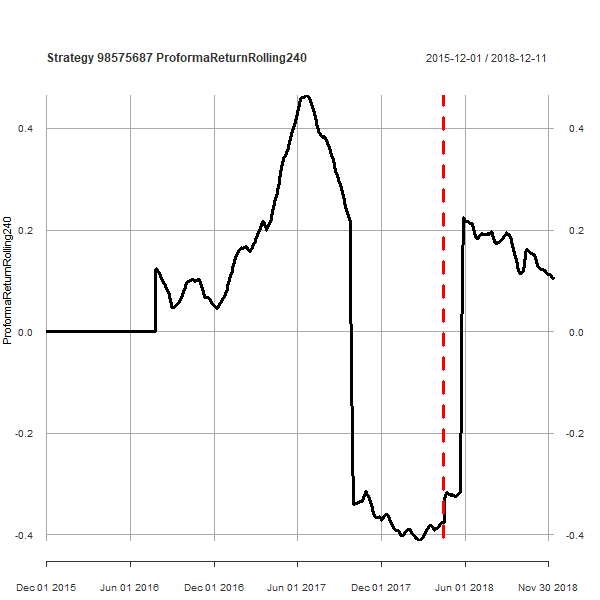 Strategy 98575687 ProformaReturnRolling240
2015-12-01 / 2018-12-11
ProformaReturnRolling240
0.4 0.4
0.2 0.2
0.0 0.0
-0.2 -0.2
-0.4 -0.4
Dec 01 2015 Jun 01 2016 Dec 01 2016 Jun 01 2017 Dec 01 2017 Jun 01 2018 Nov 30 2018